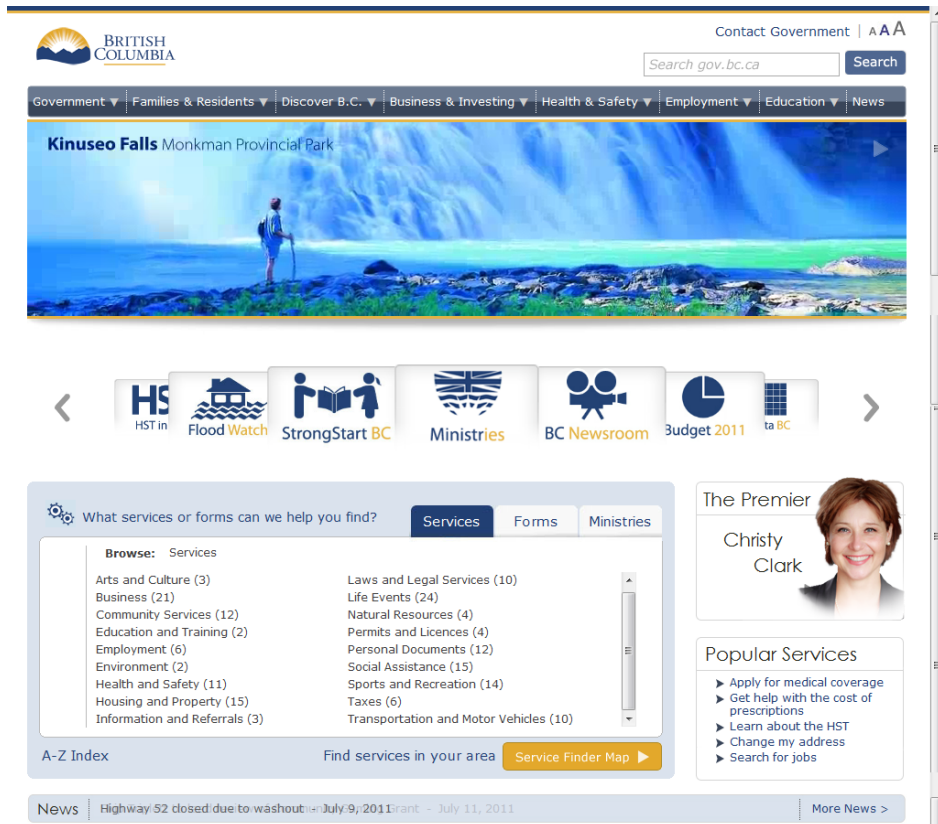 BRITISH
COLUMBIA
Contact Government | A A A
Search gov.bc.ca
Search
Government Families & Residents Discover B.C. Business & Investing Health & Safety Employment Education News
Kinuseo Falls Monkman Provincial Park
HS
HST in
Flood Watch
StrongStart BC
Ministries
BC Newsroom
Budget 2011
ta BC
What services or forms can we help you find?
Services
Forms
Ministries
Browse: Services
Arts and Culture (3)
Business (21)
Community Services (12)
Education and Training (2)
Employment (6)
Environment (2)
Health and Safety (11)
Housing and Property (15)
Information and Referrals (3)
Laws and Legal Services (10)
Life Events (24)
Natural Resources (4)
Permits and Licences (4)
Personal Documents (12)
Social Assistance (15)
Sports and Recreation (14)
Taxes (6)
Transportation and Motor Vehicles (10)
A-Z Index
Find services in your area
Service Finder Map
The Premier
Christy
Clark
Popular Services
Apply for medical coverage
Get help with the cost of
prescriptions
Learn about the HST
Change my address
Search for jobs
News
Highway 52 closed due to washout - July 9, 2011
Grant - July 11, 2011
More News >